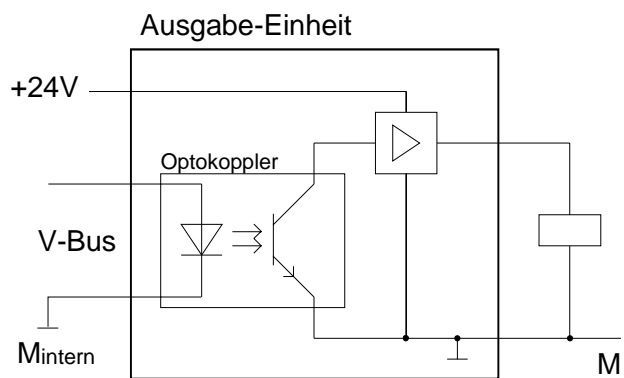 Ausgabe-Einheit
+24V
Optokoppler
V-Bus
Mintern
M